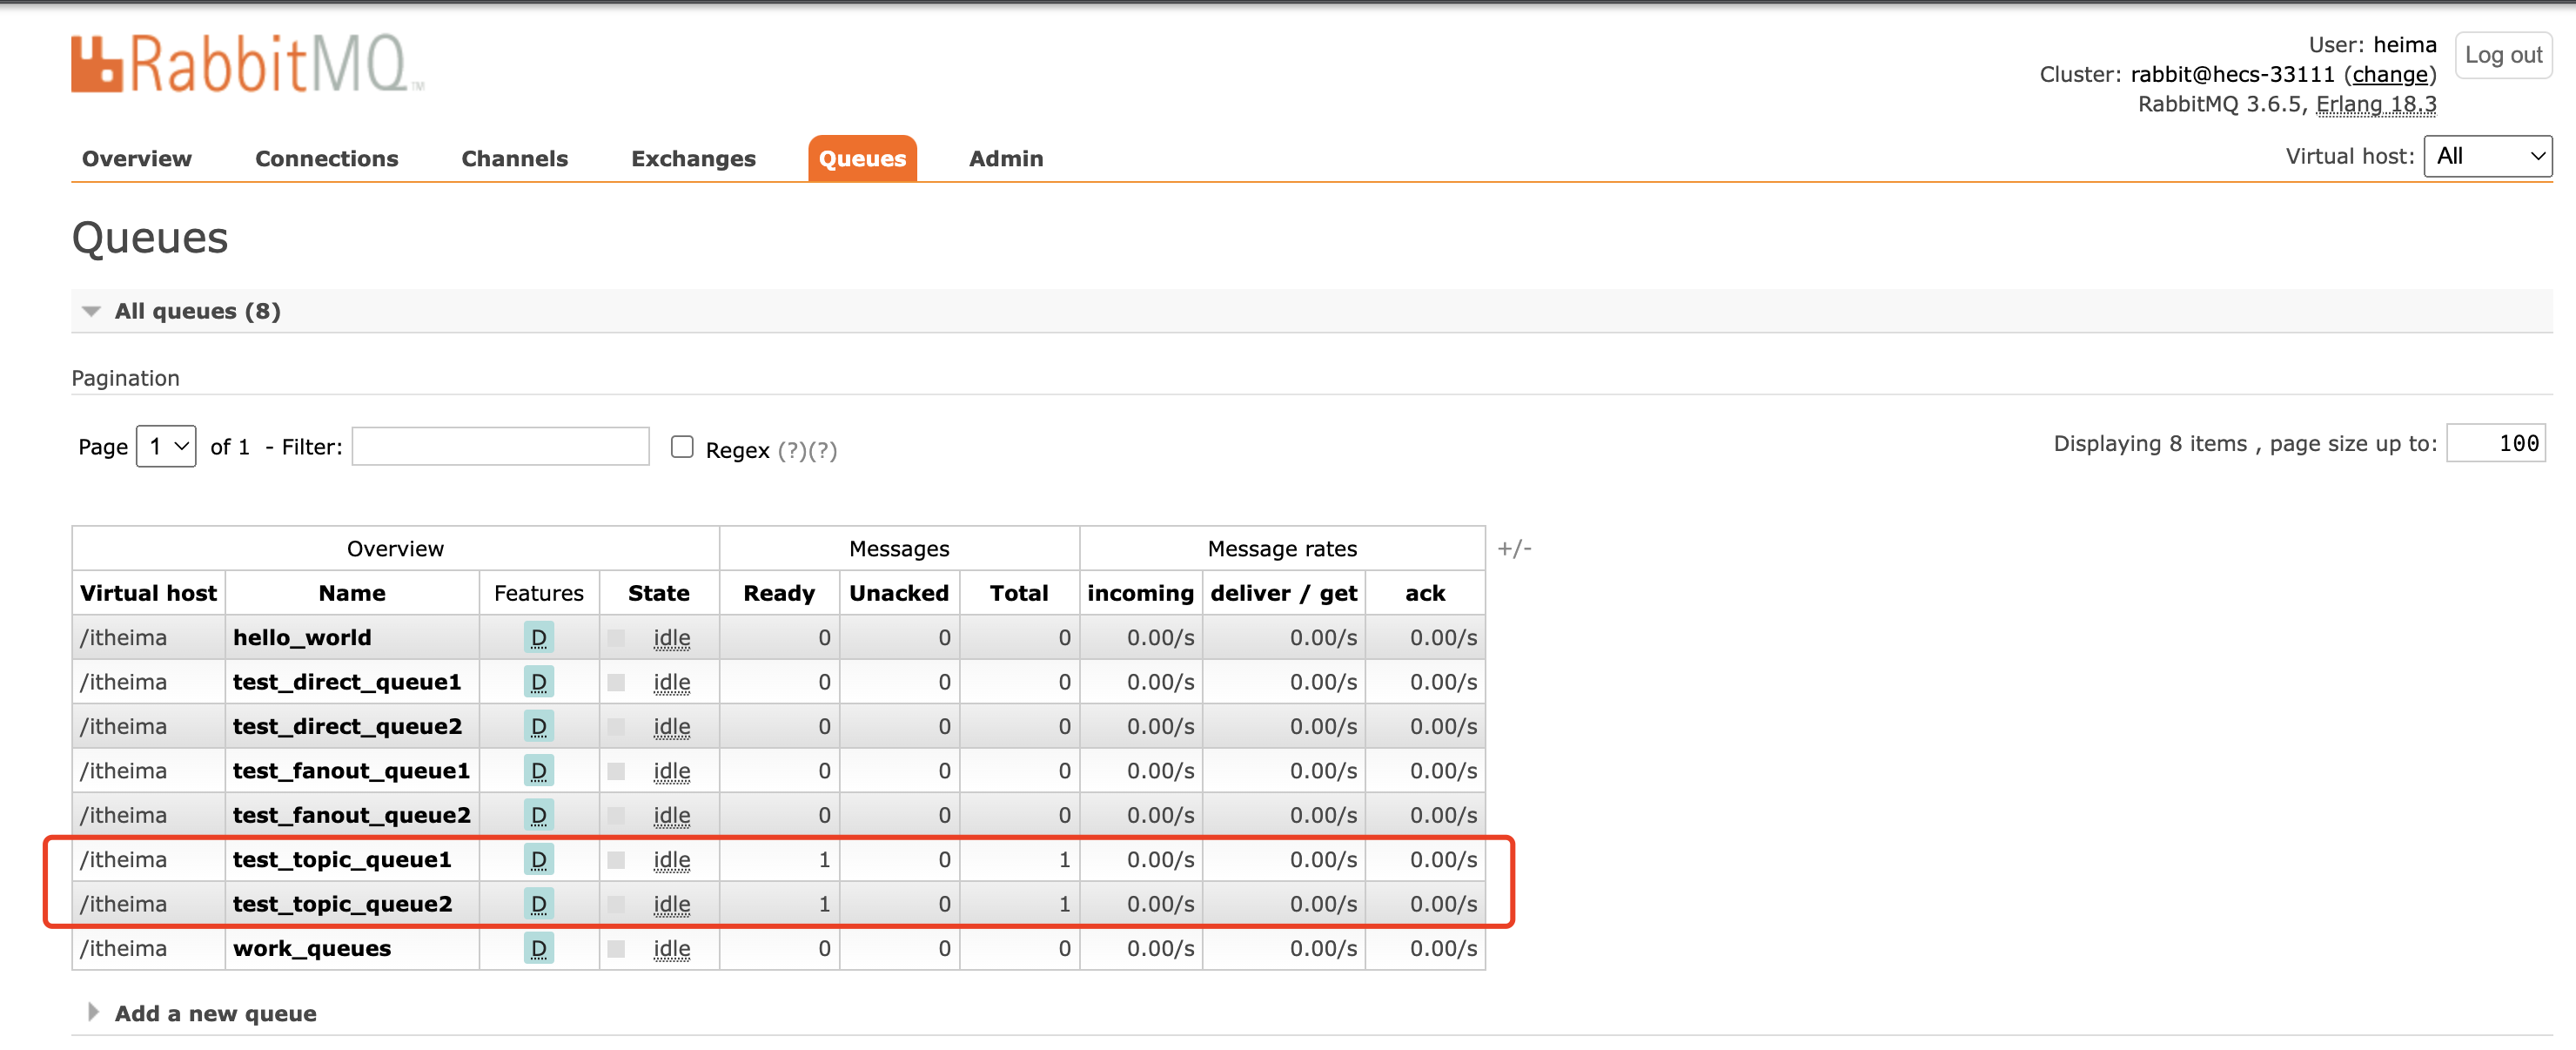 RabbitMQ™
User: heima
Log out
Cluster: rabbit@hecs-33111 (change)
RabbitMQ 3.6.5, Erlang 18.3
Overview Connections Channels Exchanges Queues Admin
Virtual host: All
Queues
All queues (8)
Pagination
Page 1 of 1 - Filter: Regex (?)(?)
Displaying 8 items , page size up to: 100
Overview Messages Message rates +/-
Virtual host Name Features State Ready Unacked Total incoming deliver / get ack
/itheima hello_world D idle 0 0 0 0.00/s 0.00/s 0.00/s
/itheima test_direct_queue1 D idle 0 0 0 0.00/s 0.00/s 0.00/s
/itheima test_direct_queue2 D idle 0 0 0 0.00/s 0.00/s 0.00/s
/itheima test_fanout_queue1 D idle 0 0 0 0.00/s 0.00/s 0.00/s
/itheima test_fanout_queue2 D idle 0 0 0 0.00/s 0.00/s 0.00/s
/itheima test_topic_queue1 D idle 1 0 1 0.00/s 0.00/s 0.00/s
/itheima test_topic_queue2 D idle 1 0 1 0.00/s 0.00/s 0.00/s
/itheima work_queues D idle 0 0 0 0.00/s 0.00/s 0.00/s
Add a new queue